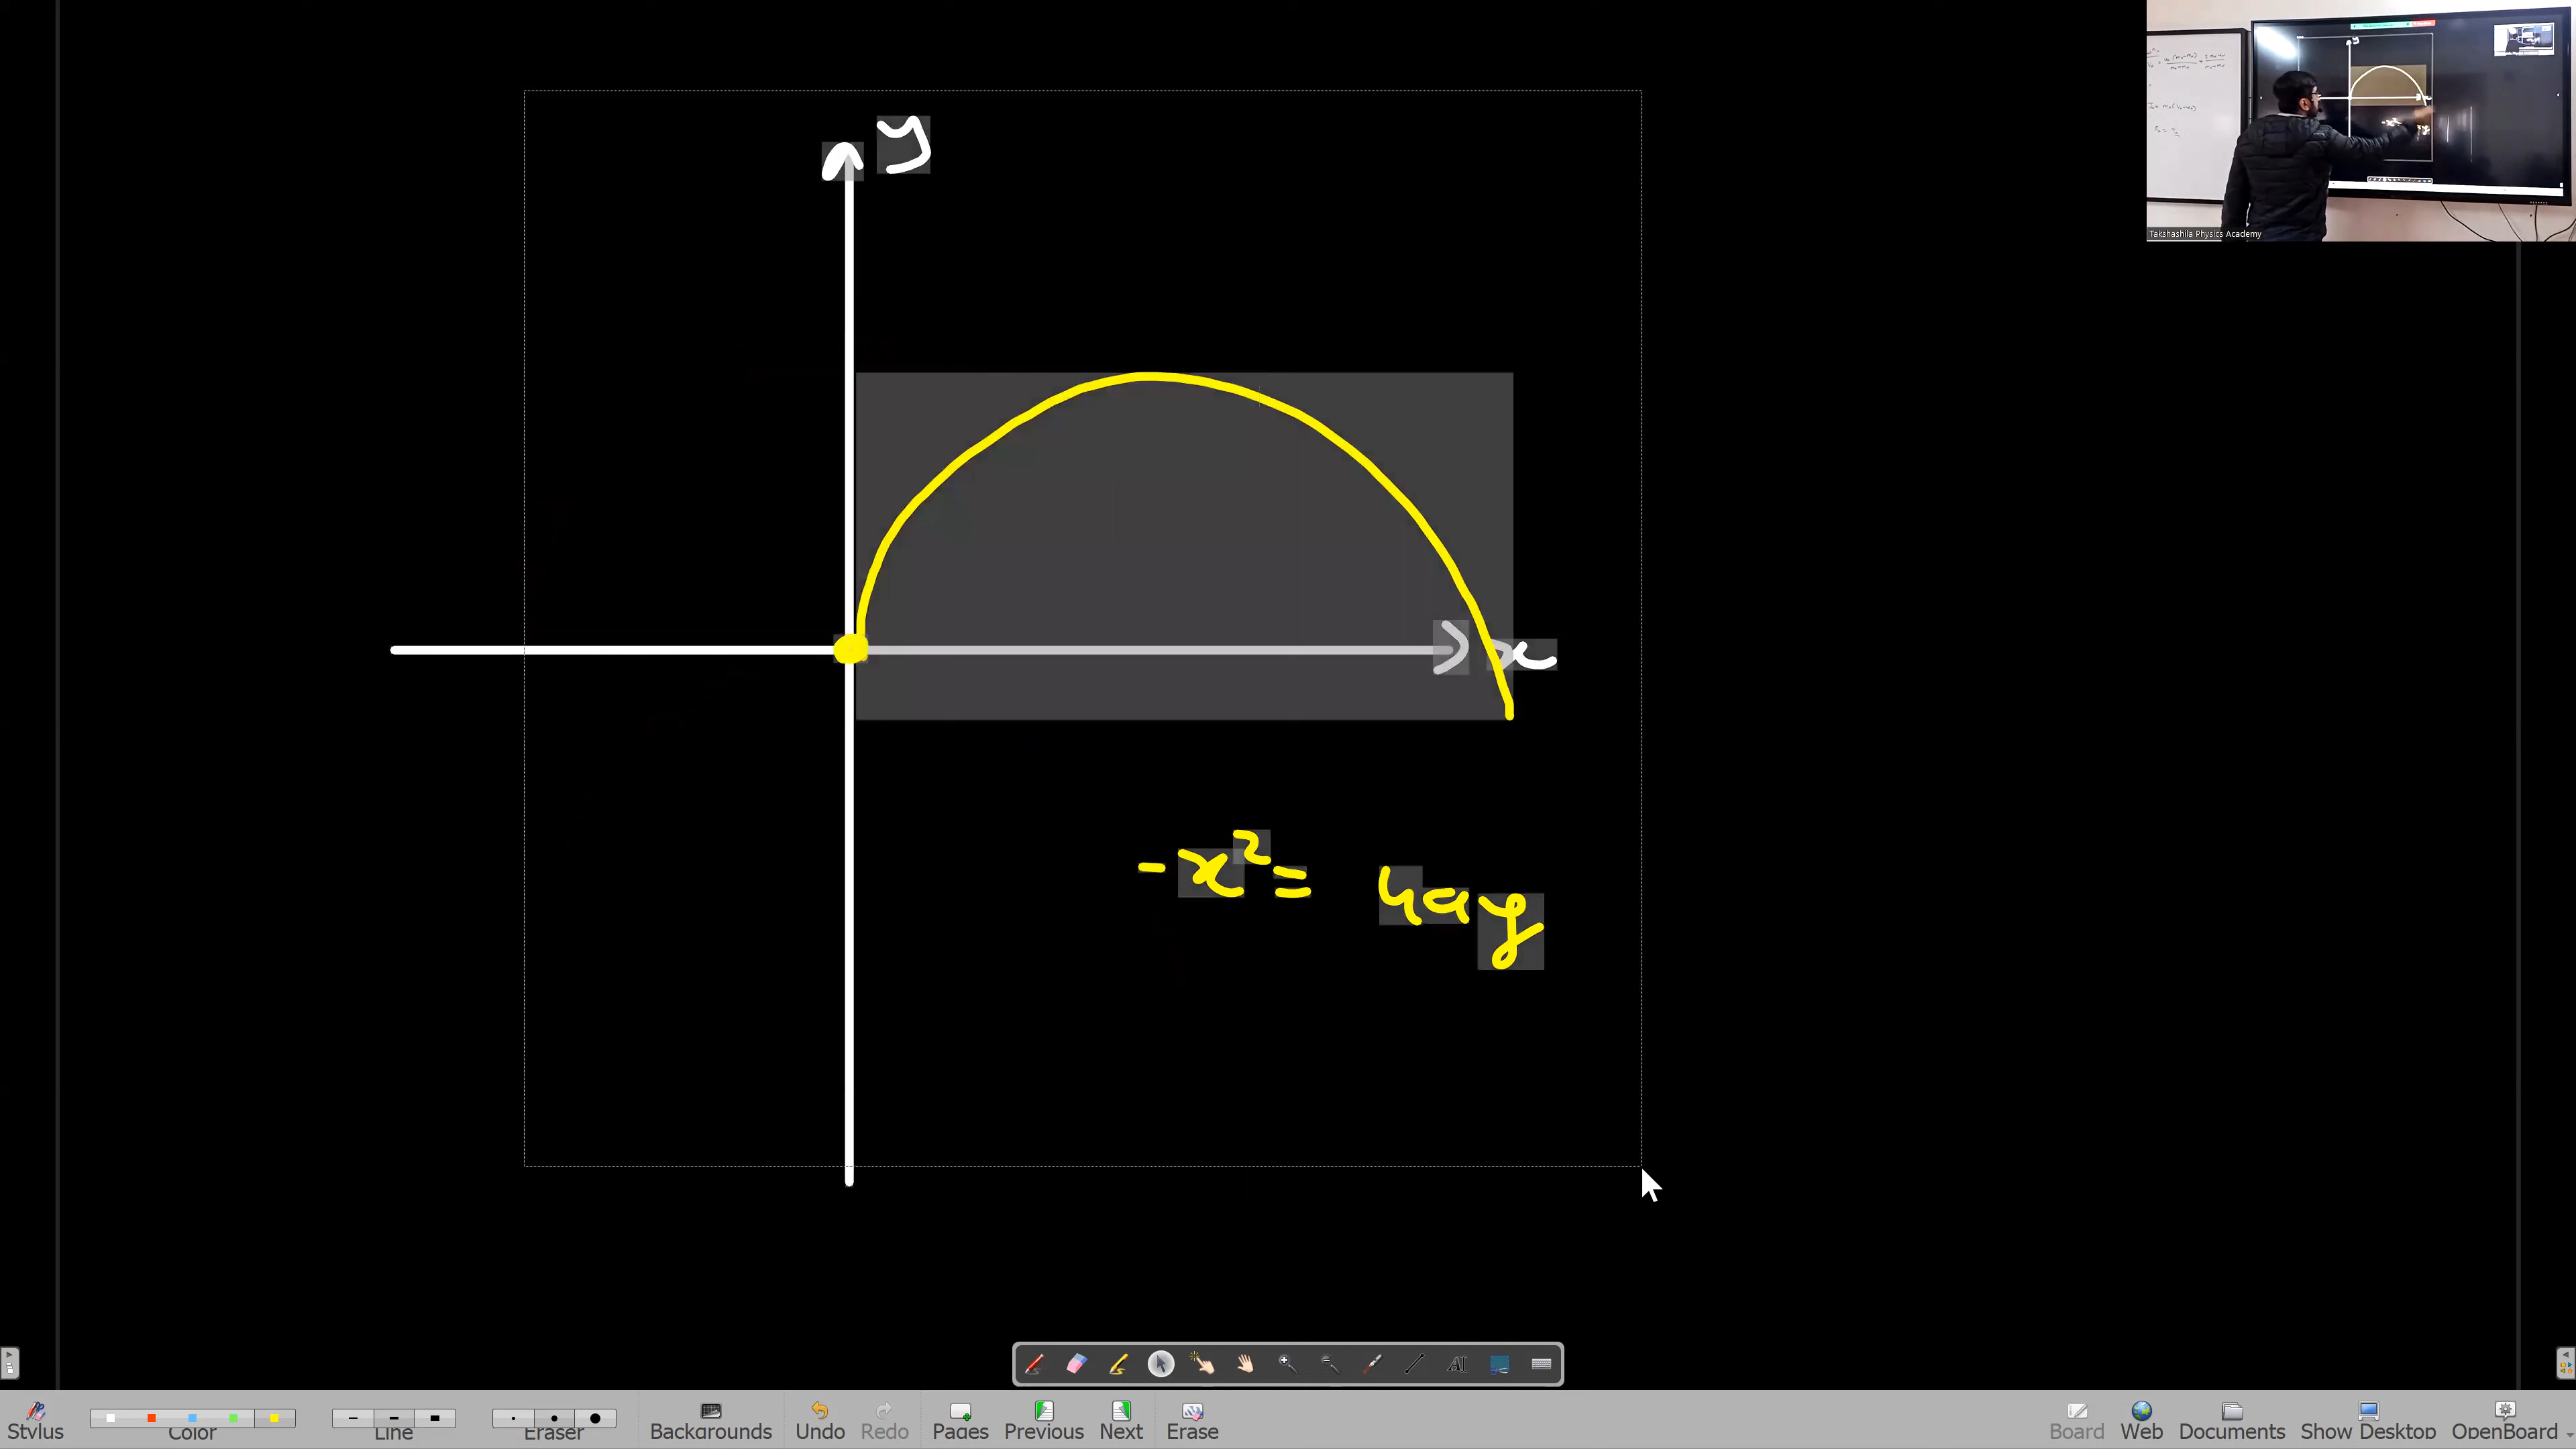 y
x
-x²= 4ay
Takshashila Physics Academy
Stylus
Color
Line
Eraser
Backgrounds
Undo
Redo
Pages
Previous
Next
Erase
Board
Web
Documents
Show Desktop
OpenBoard